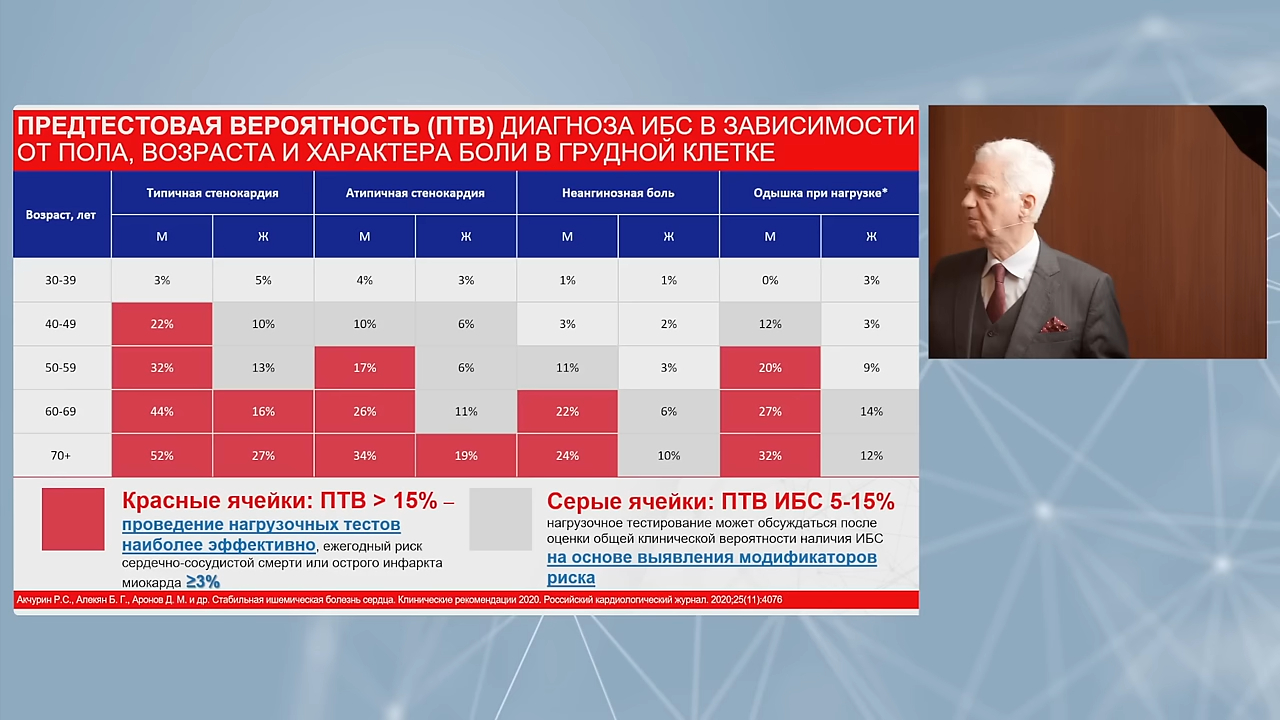 ПРЕДТЕСТОВАЯ ВЕРОЯТНОСТЬ (ПТВ) ДИАГНОЗА ИБС В ЗАВИСИМОСТИ
ОТ ПОЛА, ВОЗРАСТА И ХАРАКТЕРА БОЛИ В ГРУДНОЙ КЛЕТКЕ
Возраст, лет Типичная стенокардия Атипичная стенокардия Неангинозная боль Одышка при нагрузке*
М Ж М Ж М Ж М Ж
30-39 3% 5% 4% 3% 1% 1% 0% 3%
40-49 22% 10% 10% 6% 3% 2% 12% 3%
50-59 32% 13% 17% 6% 11% 3% 20% 9%
60-69 44% 16% 26% 11% 22% 6% 27% 14%
70+ 52% 27% 34% 19% 24% 10% 32% 12%
Красные ячейки: ПТВ > 15% –
проведение нагрузочных тестов
наиболее эффективно, ежегодный риск
сердечно-сосудистой смерти или острого инфаркта
миокарда ≥3%
Серые ячейки: ПТВ ИБС 5-15%
нагрузочное тестирование может обсуждаться после
оценки общей клинической вероятности наличия ИБС
на основе выявления модификаторов
риска
Акчурин Р.С., Алекян Б. Г., Аронов Д. М. и др. Стабильная ишемическая болезнь сердца. Клинические рекомендации 2020. Российский кардиологический журнал. 2020;25(11):4076